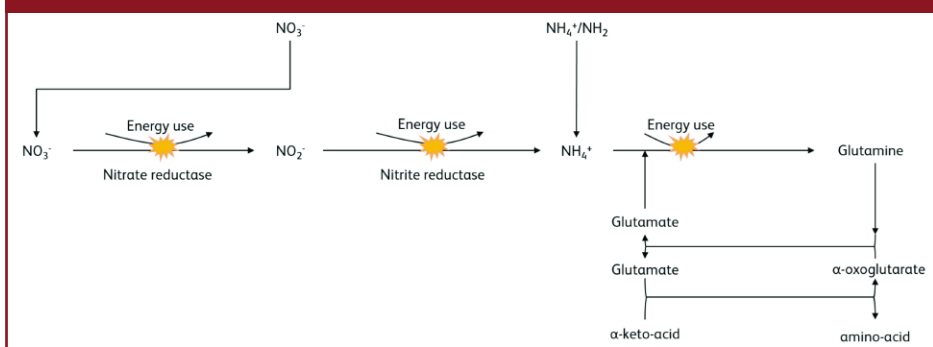 NO3-
NH4+/NH2
Energy use
Energy use
Energy use
NO3-
NO2-
NH4+
Glutamine
Nitrate reductase
Nitrite reductase
Glutamate
Glutamate
α-oxoglutarate
α-keto-acid
amino-acid